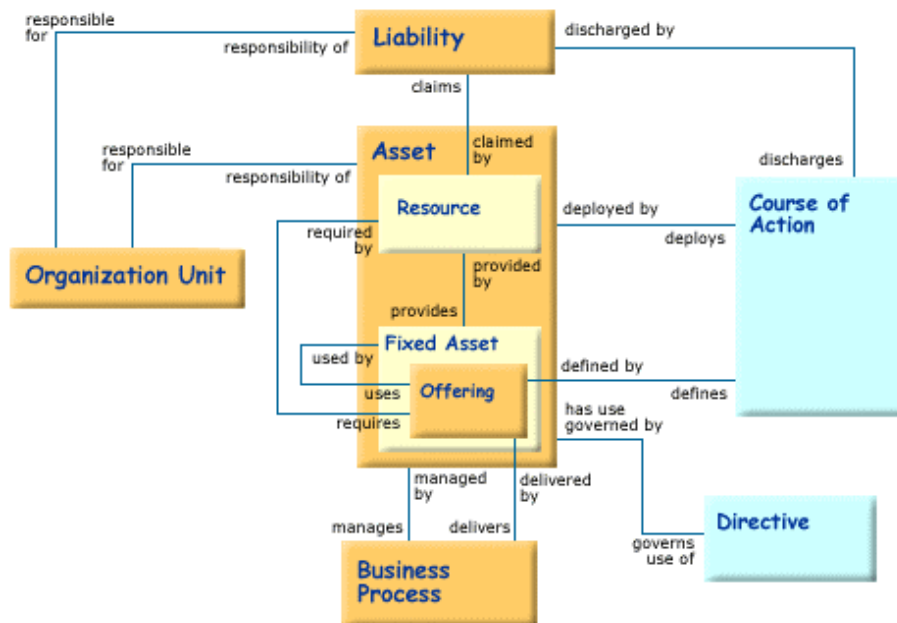 responsible
for
responsibility of
Liability
discharged by
claims
claimed
by
discharges
responsible
for
responsibility of
Asset
Resource
deployed by
deploys
Course of
Action
required
by
provided
by
Organization Unit
provides
Fixed Asset
used by
uses
Offering
requires
defined by
defines
has use
governed by
managed
by
delivered
by
manages
delivers
Directive
governs
use of
Business
Process